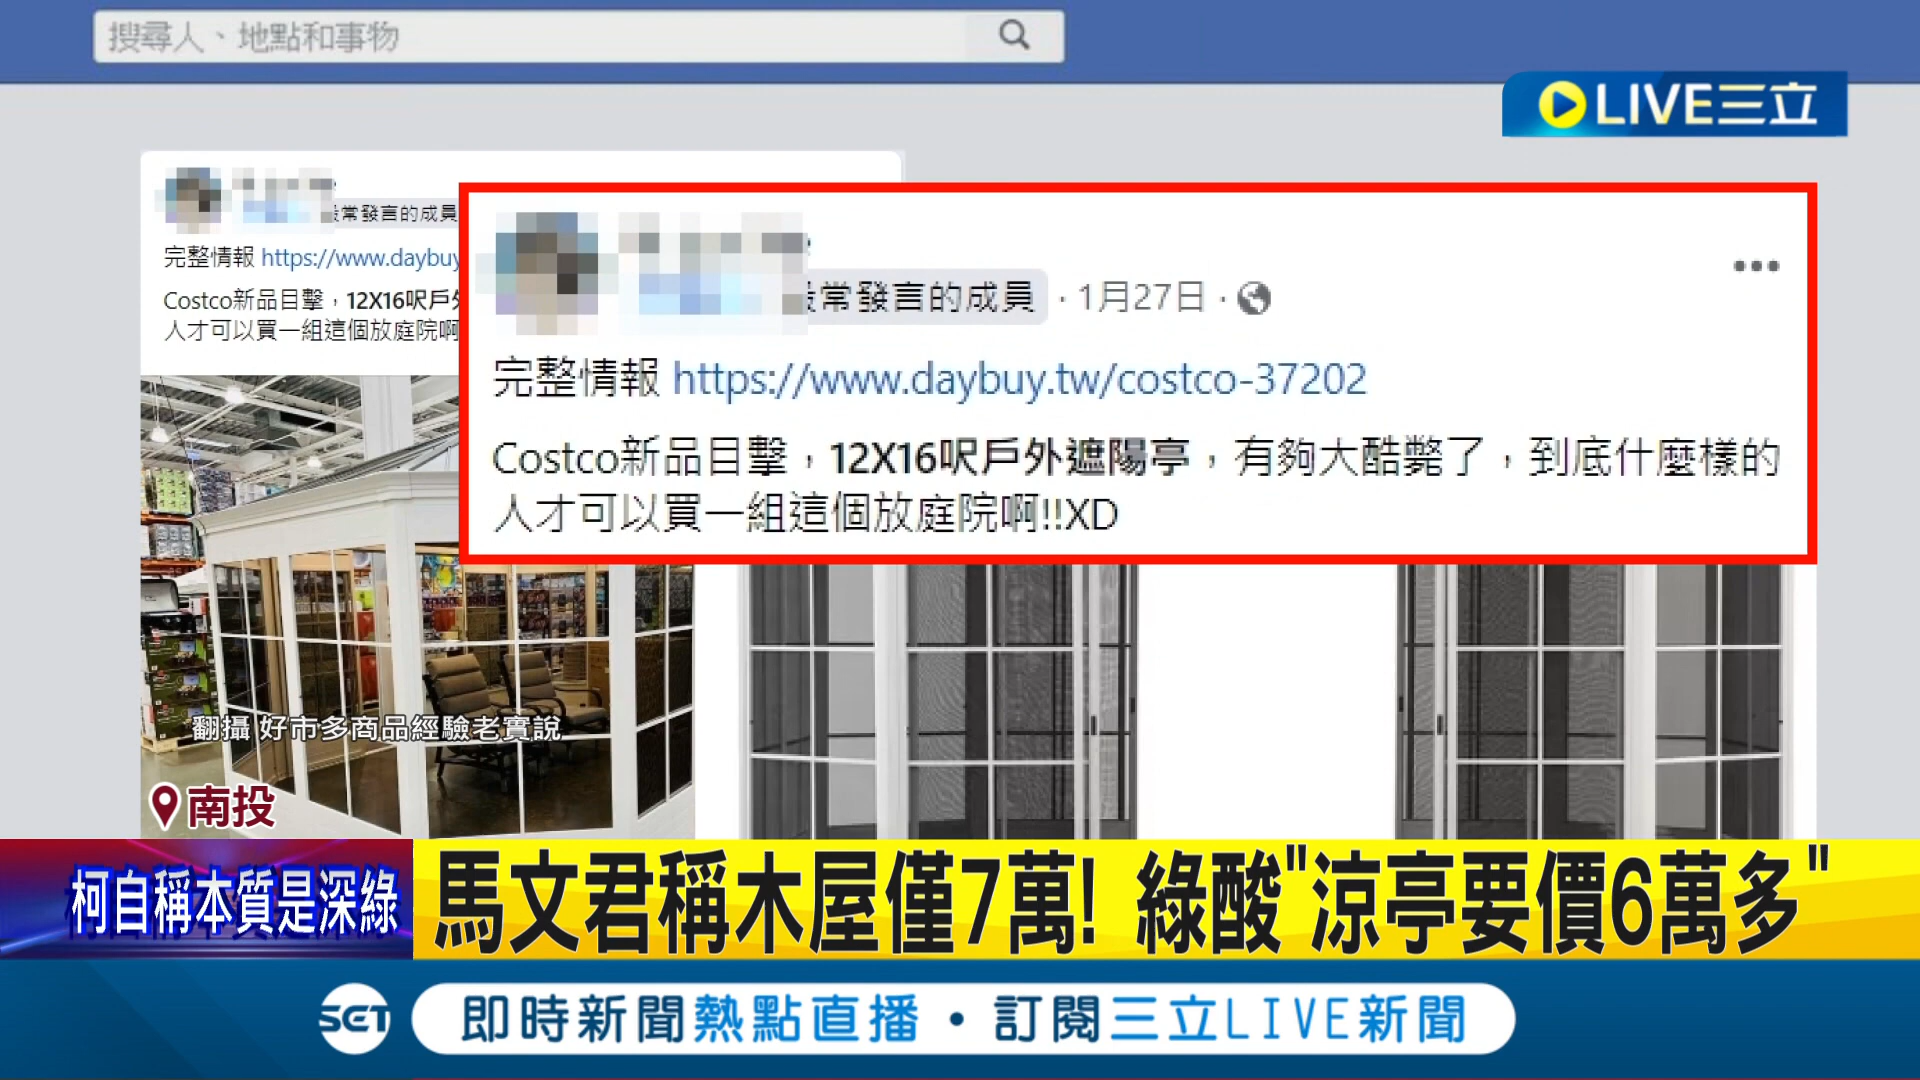 搜尋人、地點和事物
LIVE三立
常發言的成員
完整情報 https://www.daybuy
Costco新品目擊，12X16呎戶外
人才可以買一組這個放庭院啊
常發言的成員 · 1月27日 ·
完整情報 https://www.daybuy.tw/costco-37202
Costco新品目擊，12X16呎戶外遮陽亭，有夠大酷斃了，到底什麼樣的
人才可以買一組這個放庭院啊!!XD
翻攝 好市多商品經驗老實說
南投
柯自稱本質是深綠
馬文君稱木屋僅7萬! 綠酸"涼亭要價6萬多"
SET
即時新聞熱點直播・訂閱三立LIVE新聞